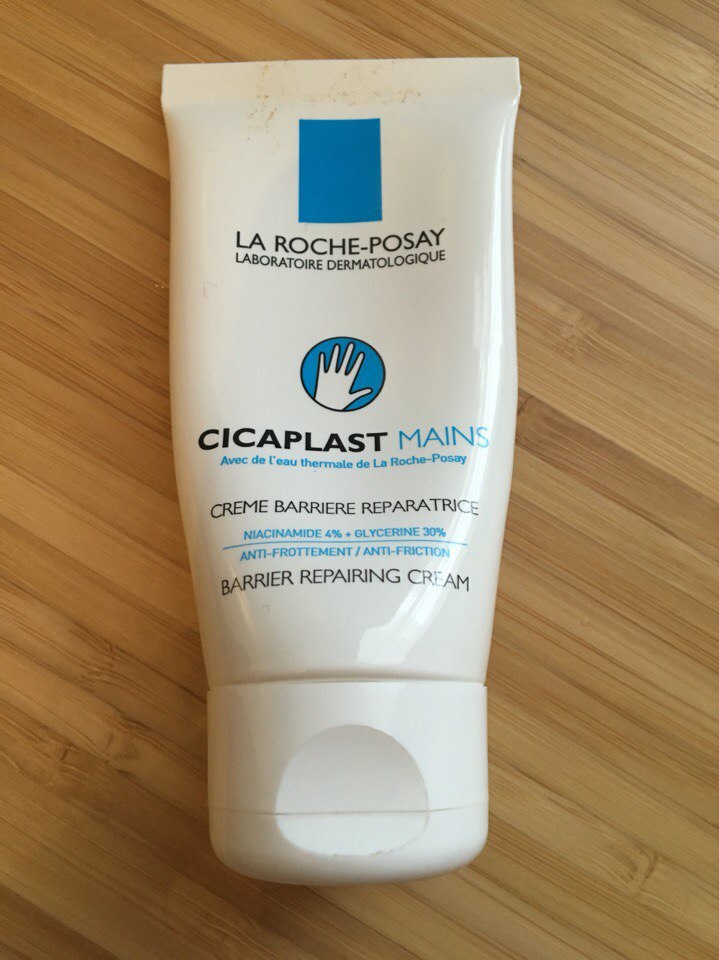 LA ROCHE-POSAY
LABORATOIRE DERMATOLOGIQUE
CICAPLAST MAINS
Avec de l'eau thermale de La Roche-Posay
CREME BARRIERE REPARATRICE
NIACINAMIDE 4% + GLYCERINE 30%
ANTI-FROTTEMENT / ANTI-FRICTION
BARRIER REPAIRING CREAM